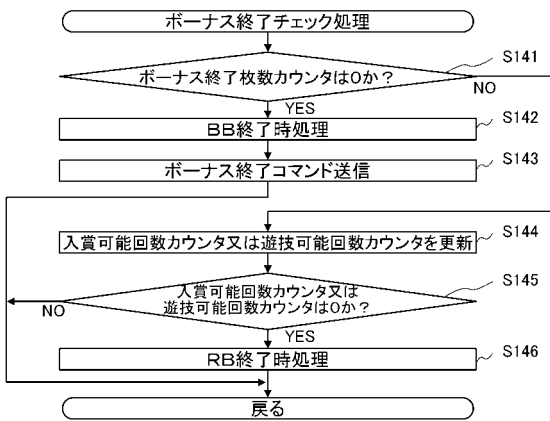 ボーナス終了チェック処理
S141
ボーナス終了枚数カウンタは0か？
NO
YES
S142
BB終了時処理
S143
ボーナス終了コマンド送信
S144
入賞可能回数カウンタ又は遊技可能回数カウンタを更新
S145
入賞可能回数カウンタ又は
遊技可能回数カウンタは0か？
NO
YES
S146
RB終了時処理
戻る